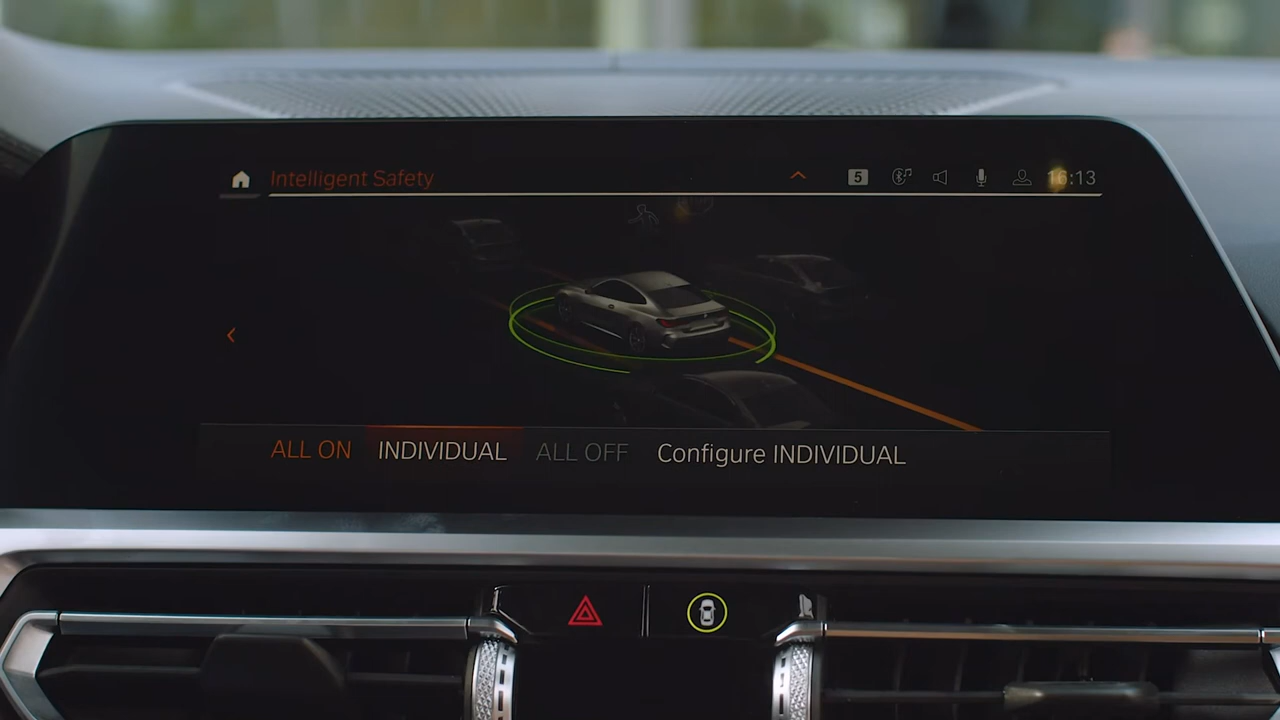 Intelligent Safety
5
16:13
ALL ON INDIVIDUAL ALL OFF Configure INDIVIDUAL